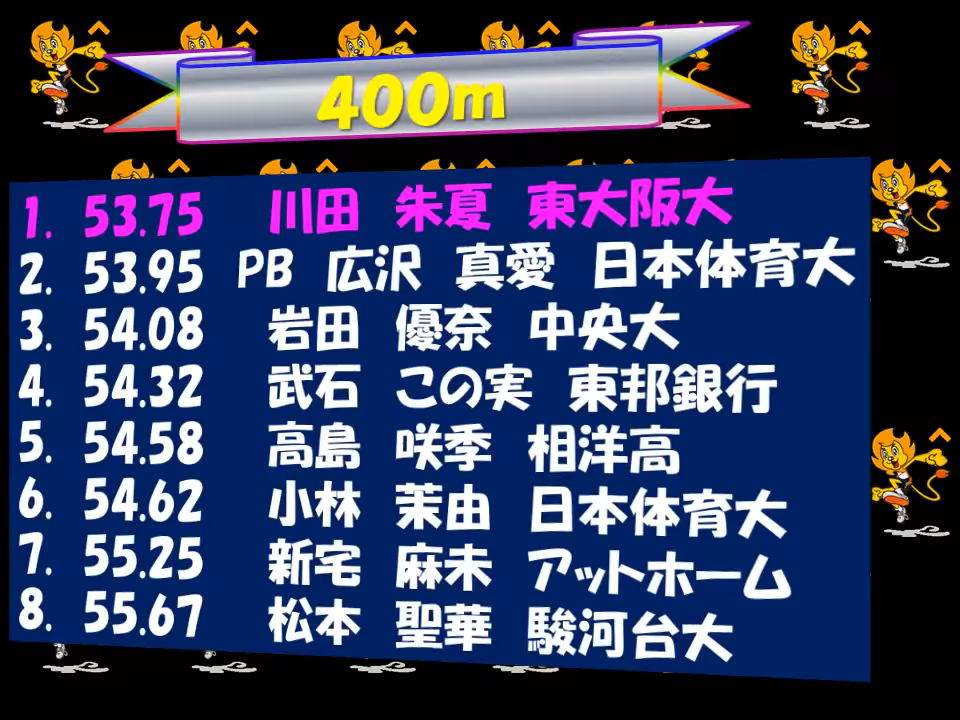 400m
1. 53.75 川田 朱夏 東大阪大
2. 53.95 PB 広沢 真愛 日本体育大
3. 54.08 岩田 優奈 中央大
4. 54.32 武石 この実 東邦銀行
5. 54.58 高島 咲季 相洋高
6. 54.62 小林 茉由 日本体育大
7. 55.25 新宅 麻未 アットホーム
8. 55.67 松本 聖華 駿河台大